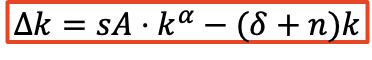 Δk = sA · k^α − (δ + n)k